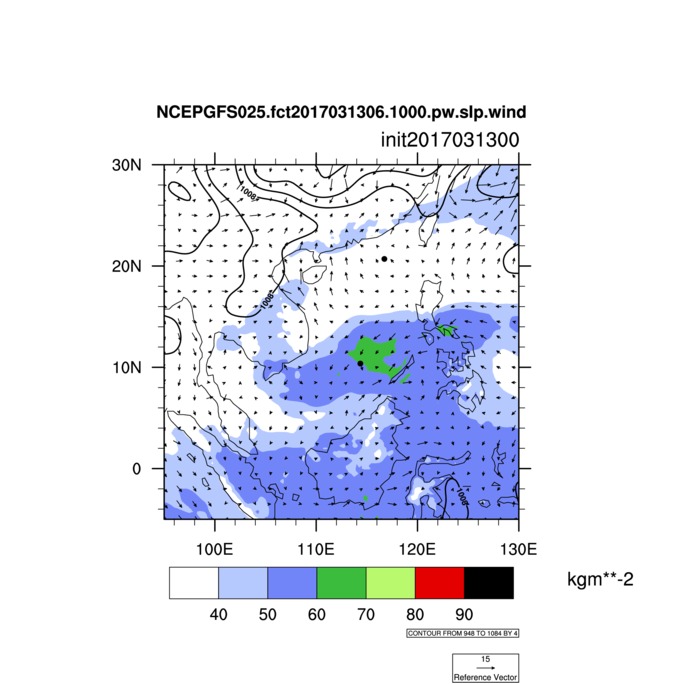 NCEPGFS025.fct2017031306.1000.pw.slp.wind
init2017031300
30N
1008
20N
1008
10N
0
1008
100E 110E 120E 130E
kgm**-2
40 50 60 70 80 90
CONTOUR FROM 948 TO 1084 BY 4
15
Reference Vector